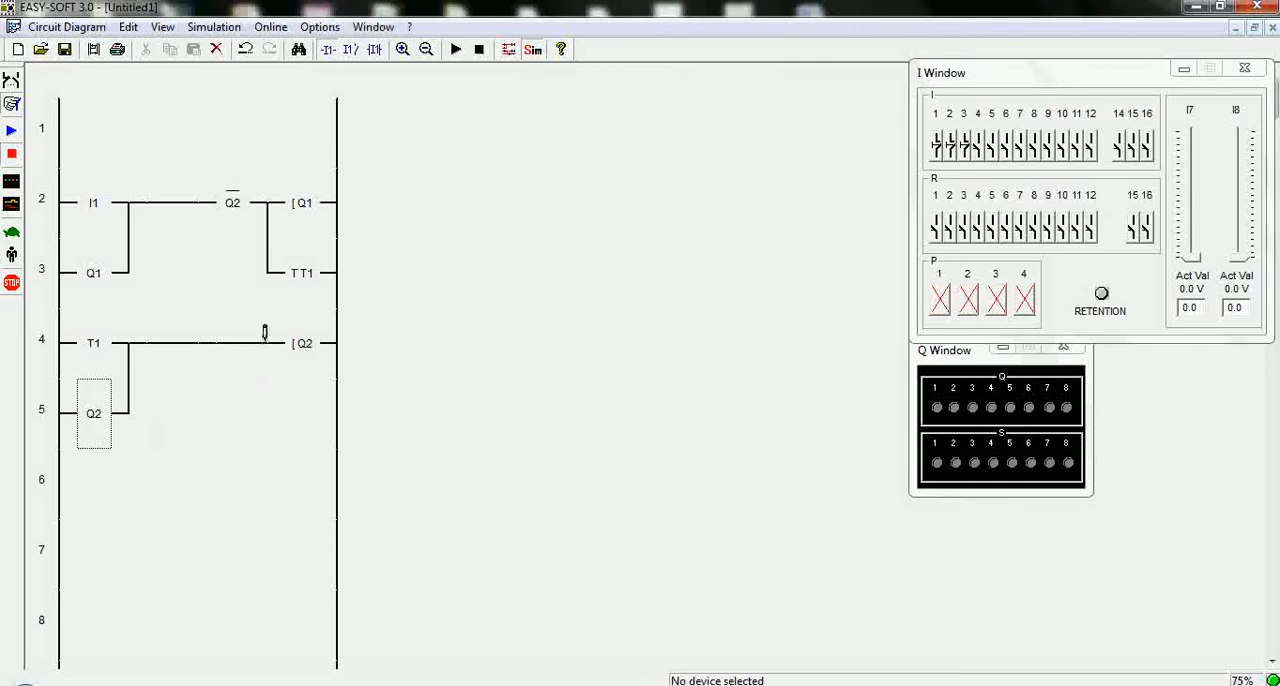 EASY-SOFT 3.0 - [Untitled1]
Circuit Diagram Edit View Simulation Online Options Window ?
Sim
STOP
1
2 I1 Q2 [ Q1
3 Q1 TT1
4 T1 [ Q2
5 Q2
6
7
8
I Window
I
1 2 3 4 5 6 7 8 9 10 11 12 14 15 16
R
1 2 3 4 5 6 7 8 9 10 11 12 15 16
P
1 2 3 4
RETENTION
I7 I8
Act Val Act Val
0.0 V 0.0 V
0.0 0.0
Q Window
Q
1 2 3 4 5 6 7 8
S
1 2 3 4 5 6 7 8
No device selected
75%